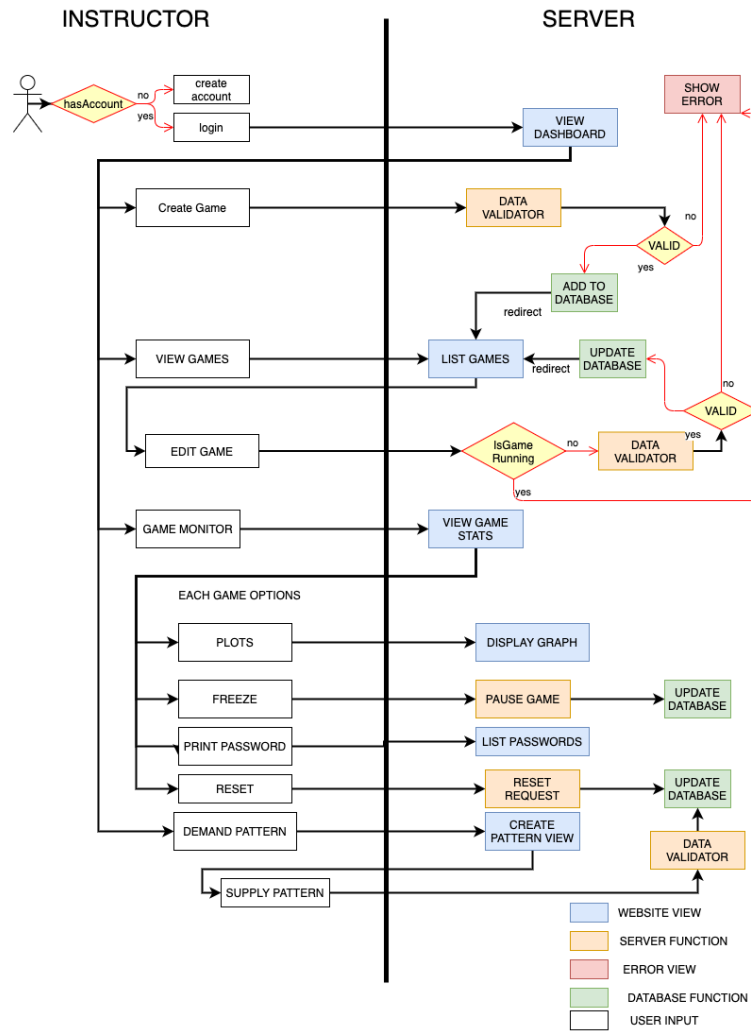 INSTRUCTOR
SERVER
hasAccount
no
yes
create
account
login
VIEW
DASHBOARD
SHOW
ERROR
Create Game
DATA
VALIDATOR
VALID
no
yes
ADD TO
DATABASE
redirect
VIEW GAMES
LIST GAMES
redirect
UPDATE
DATABASE
no
VALID
yes
EDIT GAME
IsGame
Running
no
yes
DATA
VALIDATOR
GAME MONITOR
VIEW GAME
STATS
EACH GAME OPTIONS
PLOTS
DISPLAY GRAPH
FREEZE
PAUSE GAME
UPDATE
DATABASE
PRINT PASSWORD
LIST PASSWORDS
RESET
RESET
REQUEST
UPDATE
DATABASE
DEMAND PATTERN
CREATE
PATTERN VIEW
DATA
VALIDATOR
SUPPLY PATTERN
WEBSITE VIEW
SERVER FUNCTION
ERROR VIEW
DATABASE FUNCTION
USER INPUT